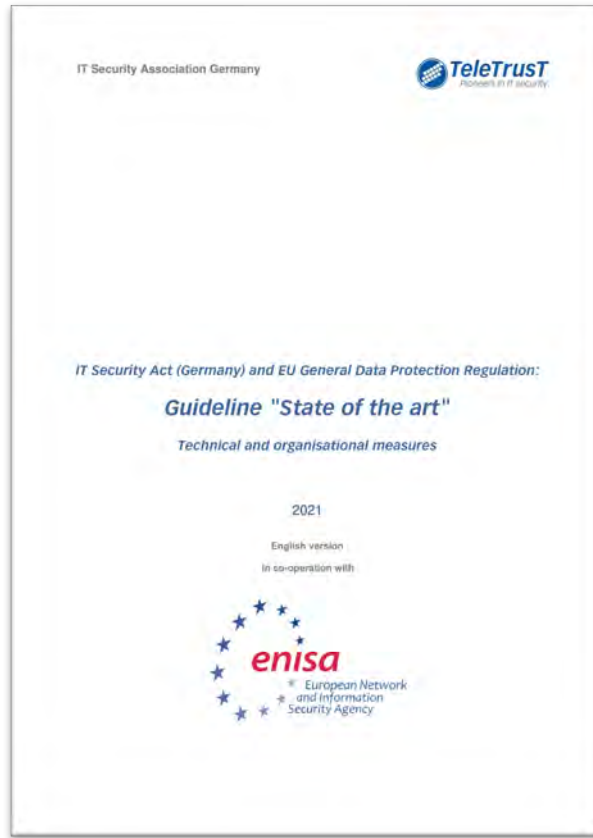 IT Security Association Germany
TeleTrusT
Pioneers in IT security.
IT Security Act (Germany) and EU General Data Protection Regulation:
Guideline "State of the art"
Technical and organisational measures
2021
English version
In co-operation with
enisa
European Network
and Information
Security Agency